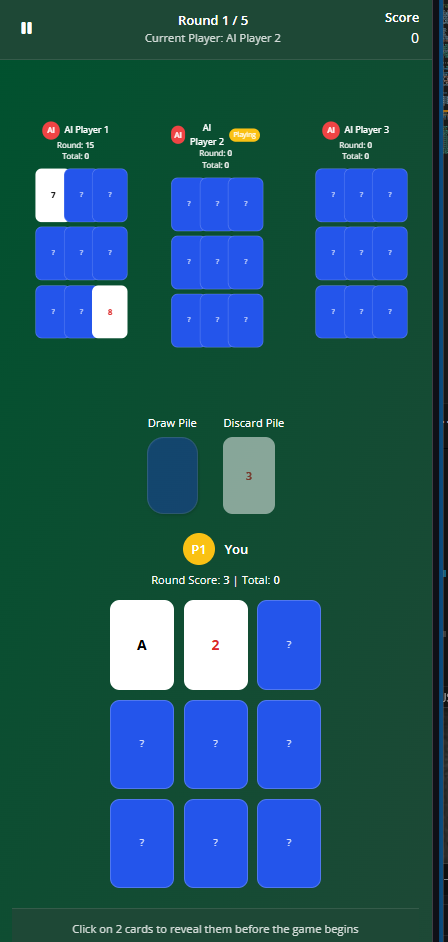 Round 1 / 5
Current Player: AI Player 2
Score
0
AI AI Player 1
Round: 15
Total: 0
7 ? ?
? ? ?
? ? 8
AI AI Player 2 Playing
Round: 0
Total: 0
? ? ?
? ? ?
? ? ?
AI AI Player 3
Round: 0
Total: 0
? ? ?
? ? ?
? ? ?
Draw Pile
Discard Pile
3
P1 You
Round Score: 3 | Total: 0
A 2 ?
? ? ?
? ? ?
Click on 2 cards to reveal them before the game begins